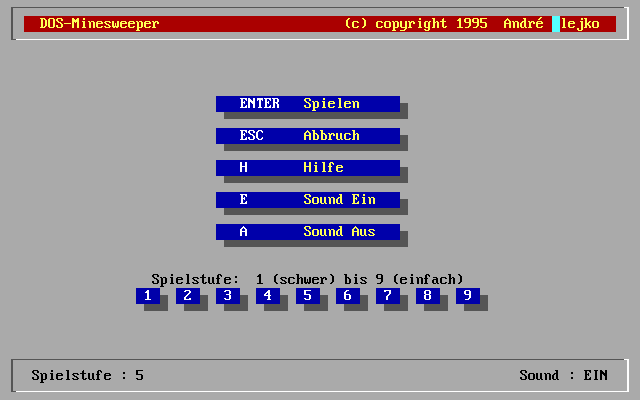 DOS-Minesweeper (c) copyright 1995 André lejko
ENTER Spielen
ESC Abbruch
H Hilfe
E Sound Ein
A Sound Aus
Spielstufe: 1 (schwer) bis 9 (einfach)
1 2 3 4 5 6 7 8 9
Spielstufe : 5 Sound : EIN